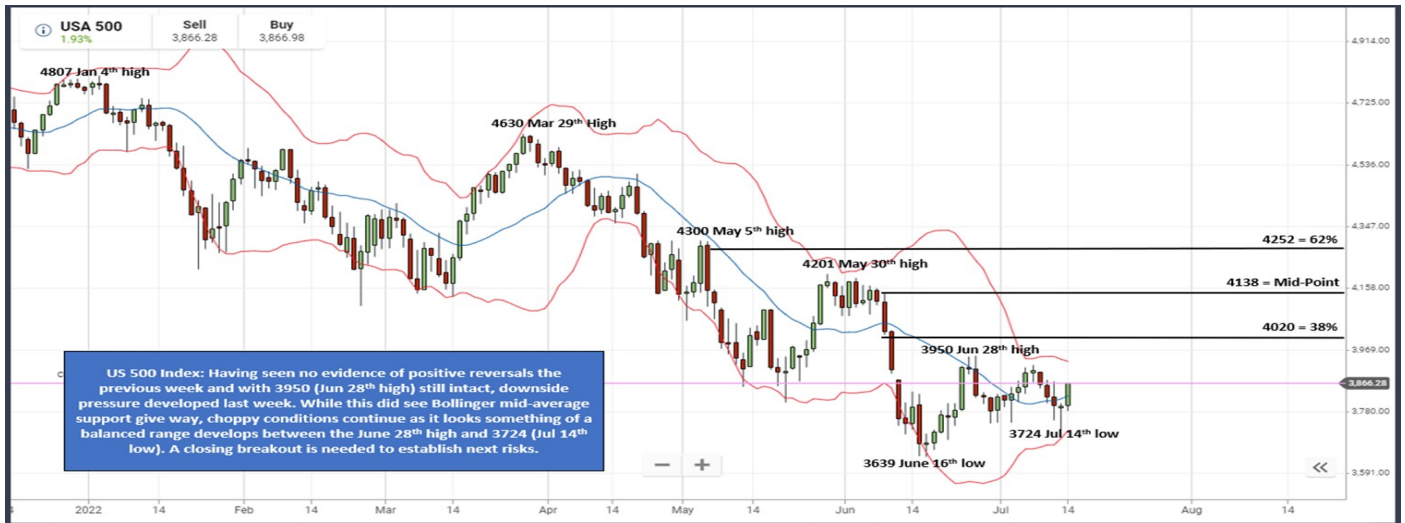 USA 500
1.93%
Sell
3,866.28
Buy
3,866.98
4807 Jan 4th high
4630 Mar 29th High
4300 May 5th high
4201 May 30th high
4252 = 62%
4138 = Mid-Point
4020 = 38%
3950 Jun 28th high
3724 Jul 14th low
3639 June 16th low
US 500 Index: Having seen no evidence of positive reversals the
previous week and with 3950 (Jun 28th high) still intact, downside
pressure developed last week. While this did see Bollinger mid-average
support give way, choppy conditions continue as it looks something of a
balanced range develops between the June 28th high and 3724 (Jul 14th
low). A closing breakout is needed to establish next risks.
4,914.00
4,725.00
4,536.00
4,347.00
4,158.00
3,969.00
3,866.28
3,780.00
3,591.00
2022
14
Feb
14
Mar
14
Apr
14
May
14
Jun
14
Jul
14
Aug
14